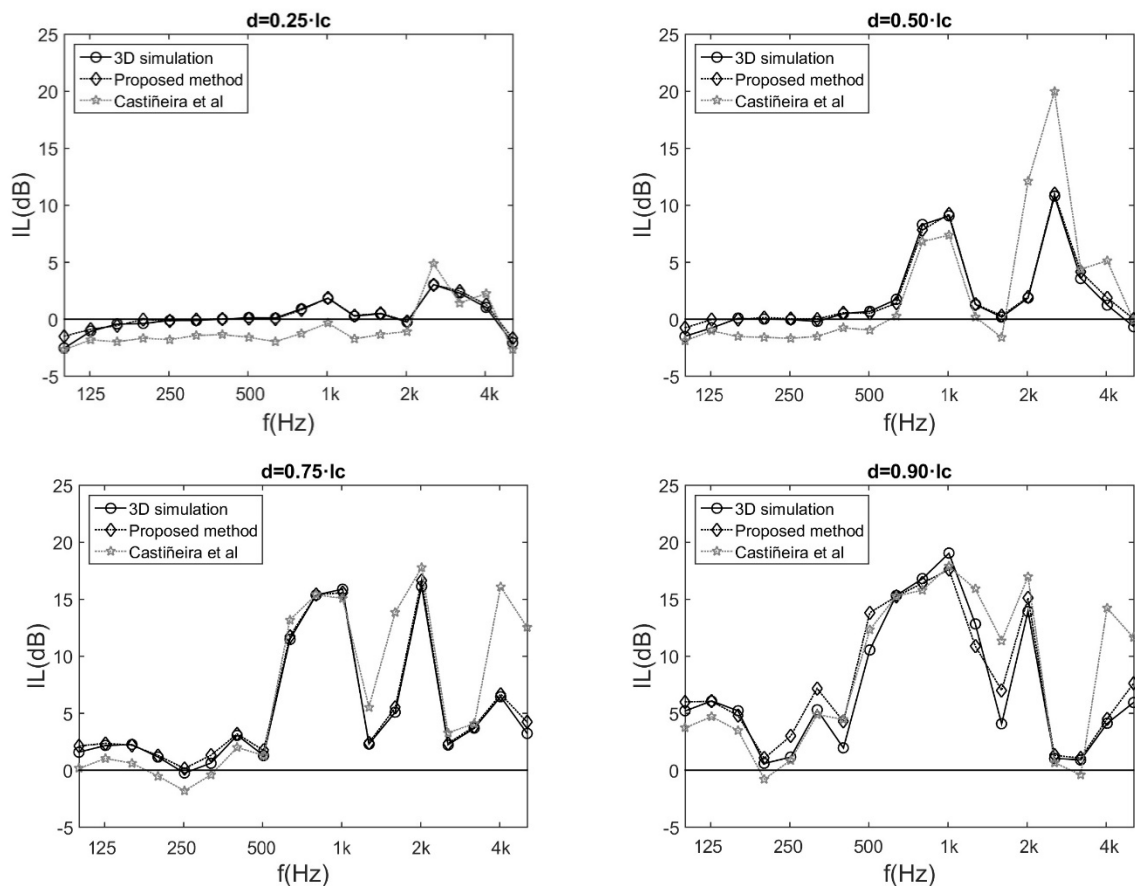 d=0.25·lc
25
20
15
10
5
0
-5
IL(dB)
3D simulation
Proposed method
Castiñeira et al
125 250 500 1k 2k 4k
f(Hz)
d=0.50·lc
25
20
15
10
5
0
-5
IL(dB)
3D simulation
Proposed method
Castiñeira et al
125 250 500 1k 2k 4k
f(Hz)
d=0.75·lc
25
20
15
10
5
0
-5
IL(dB)
3D simulation
Proposed method
Castiñeira et al
125 250 500 1k 2k 4k
f(Hz)
d=0.90·lc
25
20
15
10
5
0
-5
IL(dB)
3D simulation
Proposed method
Castiñeira et al
125 250 500 1k 2k 4k
f(Hz)